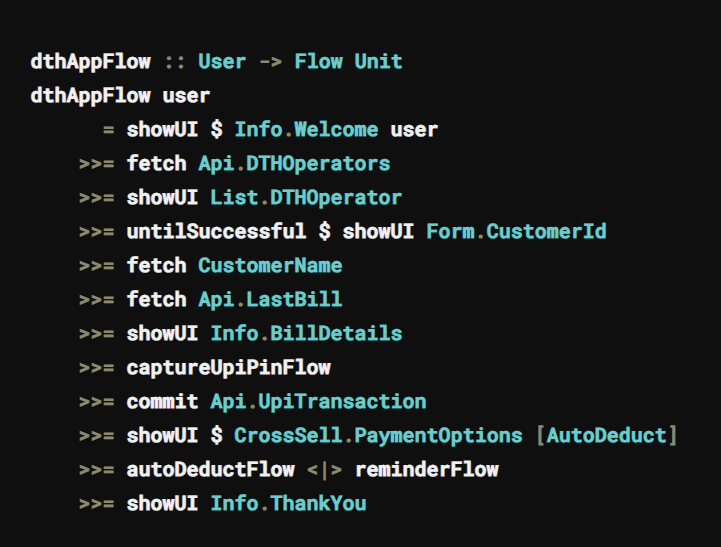 dthAppFlow :: User -> Flow Unit
dthAppFlow user
= showUI $ Info.Welcome user
>>= fetch Api.DTHOperators
>>= showUI List.DTHOperator
>>= untilSuccessful $ showUI Form.CustomerId
>>= fetch CustomerName
>>= fetch Api.LastBill
>>= showUI Info.BillDetails
>>= captureUpiPinFlow
>>= commit Api.UpiTransaction
>>= showUI $ CrossSell.PaymentOptions [AutoDeduct]
>>= autoDeductFlow <|> reminderFlow
>>= showUI Info.ThankYou